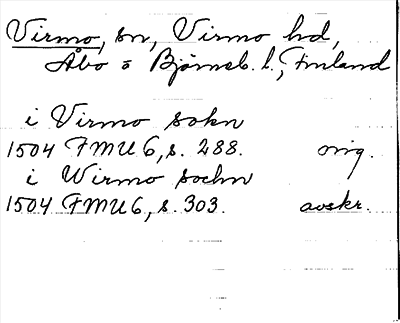 Virmo, sn, Virmo hd,
Åbo o Björneb. l., Finland
i Virmo sokn
1504 FMU 6, s. 288. orig.
i Wirmo sochn
1504 FMU 6, s. 303. avskr.